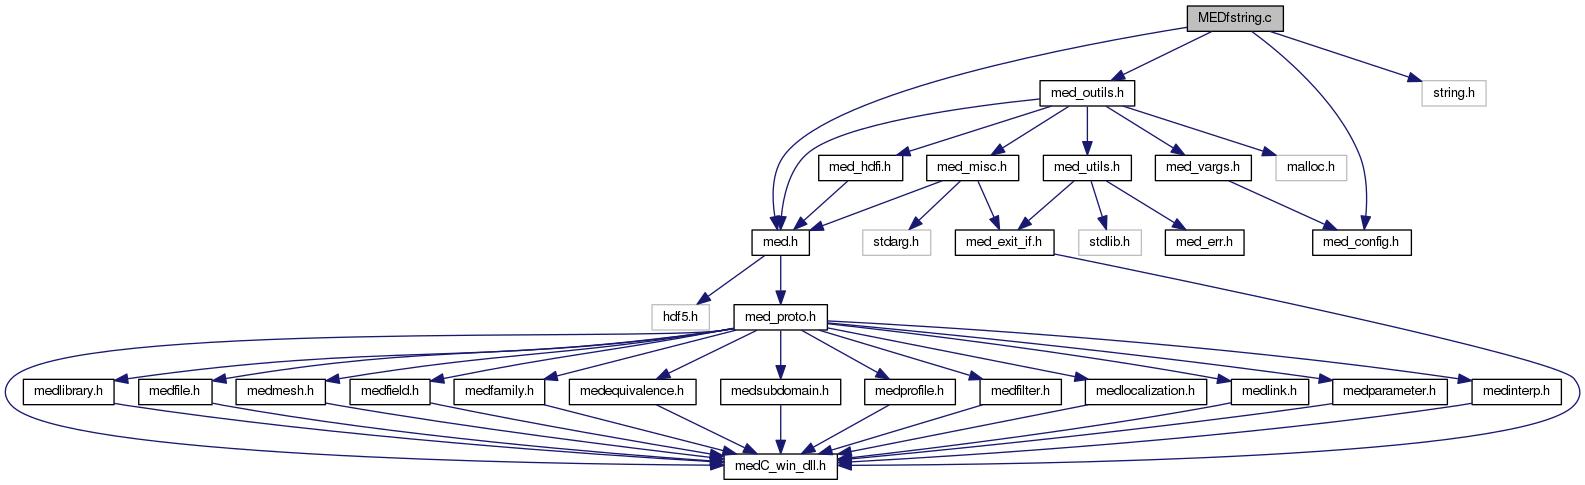 MEDfstring.c
med_outils.h
string.h
med_hdfi.h
med_misc.h
med_utils.h
med_vargs.h
malloc.h
med.h
stdarg.h
med_exit_if.h
stdlib.h
med_err.h
med_config.h
hdf5.h
med_proto.h
medlibrary.h
medfile.h
medmesh.h
medfield.h
medfamily.h
medequivalence.h
medsubdomain.h
medprofile.h
medfilter.h
medlocalization.h
medlink.h
medparameter.h
medinterp.h
medC_win_dll.h